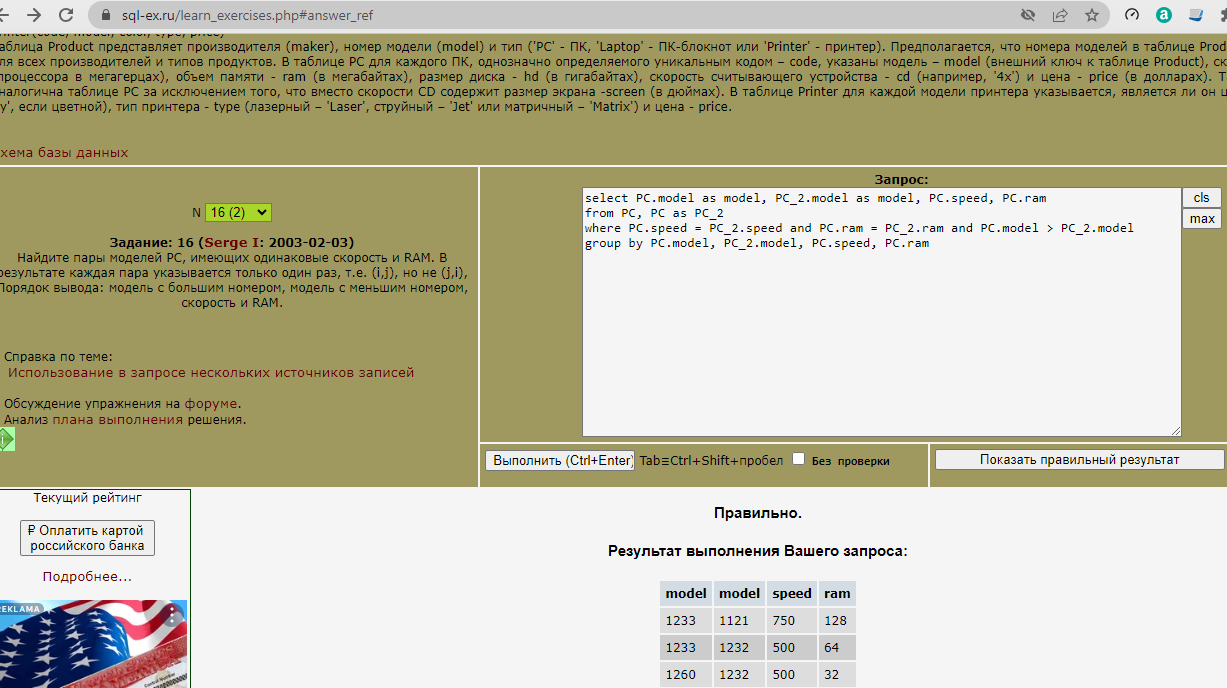 sql-ex.ru/learn_exercises.php#answer_ref
аблица Product представляет производителя (maker), номер модели (model) и тип ('PC' - ПК, 'Laptop' - ПК-блокнот или 'Printer' - принтер). Предполагается, что номера моделей в таблице Prod
ля всех производителей и типов продуктов. В таблице PC для каждого ПК, однозначно определяемого уникальным кодом – code, указаны модель – model (внешний ключ к таблице Product), ск
процессора в мегагерцах), объем памяти - ram (в мегабайтах), размер диска - hd (в гигабайтах), скорость считывающего устройства - cd (например, '4x') и цена - price (в долларах). Т
налогична таблице РС за исключением того, что вместо скорости CD содержит размер экрана -screen (в дюймах). В таблице Printer для каждой модели принтера указывается, является ли он ц
y', если цветной), тип принтера - type (лазерный – 'Laser', струйный – 'Jet' или матричный – 'Matrix') и цена - price.
хема базы данных
N 16 (2)
Задание: 16 (Serge I: 2003-02-03)
Найдите пары моделей PC, имеющих одинаковые скорость и RAM. В
результате каждая пара указывается только один раз, т.е. (i,j), но не (j,i),
Порядок вывода: модель с большим номером, модель с меньшим номером,
скорость и RAM.
Справка по теме:
Использование в запросе нескольких источников записей
Обсуждение упражнения на форуме.
Анализ плана выполнения решения.
Запрос:
select PC.model as model, PC_2.model as model, PC.speed, PC.ram
from PC, PC as PC_2
where PC.speed = PC_2.speed and PC.ram = PC_2.ram and PC.model > PC_2.model
group by PC.model, PC_2.model, PC.speed, PC.ram
cls
max
Выполнить (Ctrl+Enter) Tab≡Ctrl+Shift+пробел Без проверки
Показать правильный результат
Текущий рейтинг
₽ Оплатить картой
российского банка
Подробнее...
REKLAMA
Правильно.
Результат выполнения Вашего запроса:
model model speed ram
1233 1121 750 128
1233 1232 500 64
1260 1232 500 32